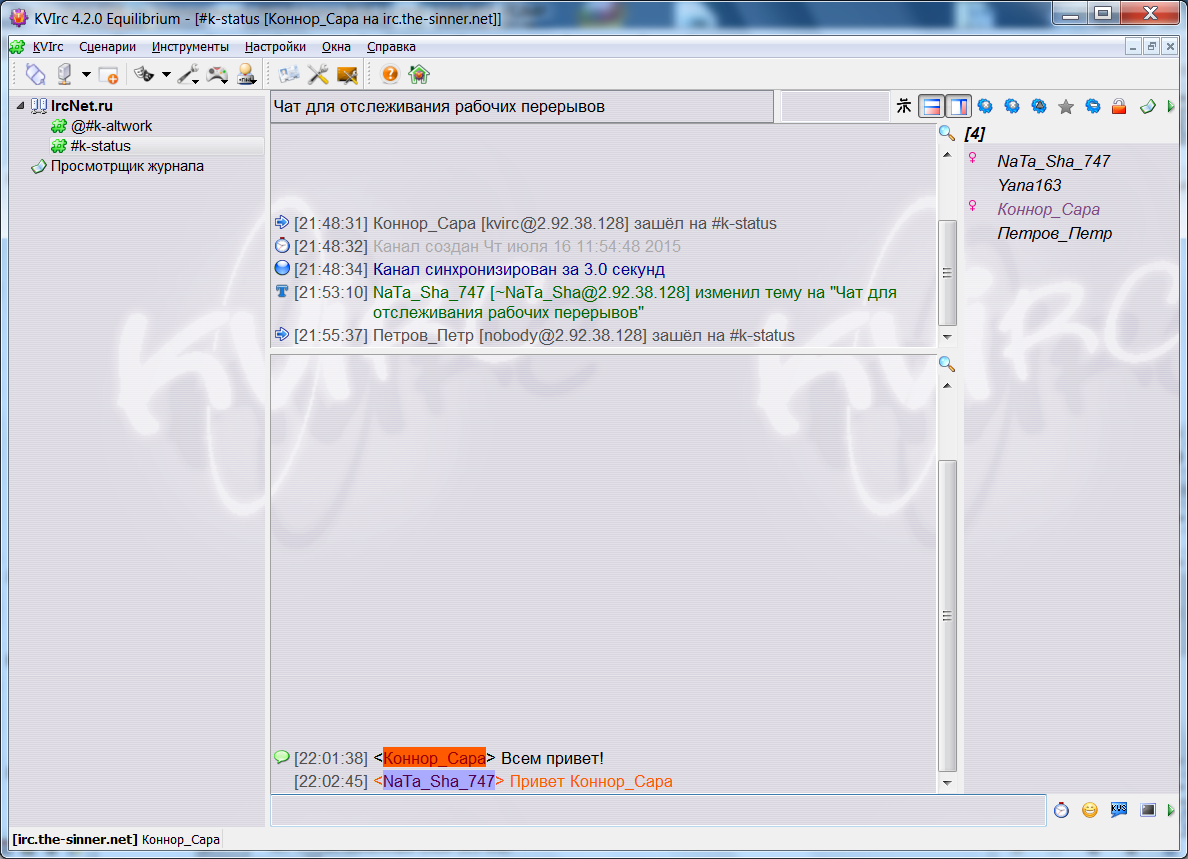 KVIrc 4.2.0 Equilibrium - [#k-status [Коннор_Сара на irc.the-sinner.net]]
KVIrc Сценарии Инструменты Настройки Окна Справка
IrcNet.ru
@#k-altwork
#k-status
Просмотрщик журнала
Чат для отслеживания рабочих перерывов
[21:48:31] Коннор_Сара [kvirc@2.92.38.128] зашёл на #k-status
[21:48:32] Канал создан Чт июля 16 11:54:48 2015
[21:48:34] Канал синхронизирован за 3.0 секунд
[21:53:10] NaTa_Sha_747 [~NaTa_Sha@2.92.38.128] изменил тему на "Чат для
отслеживания рабочих перерывов"
[21:55:37] Петров_Петр [nobody@2.92.38.128] зашёл на #k-status
[22:01:38] <Коннор_Сара> Всем привет!
[22:02:45] <NaTa_Sha_747> Привет Коннор_Сара
[4]
NaTa_Sha_747
Yana163
Коннор_Сара
Петров_Петр
[irc.the-sinner.net] Коннор_Сара